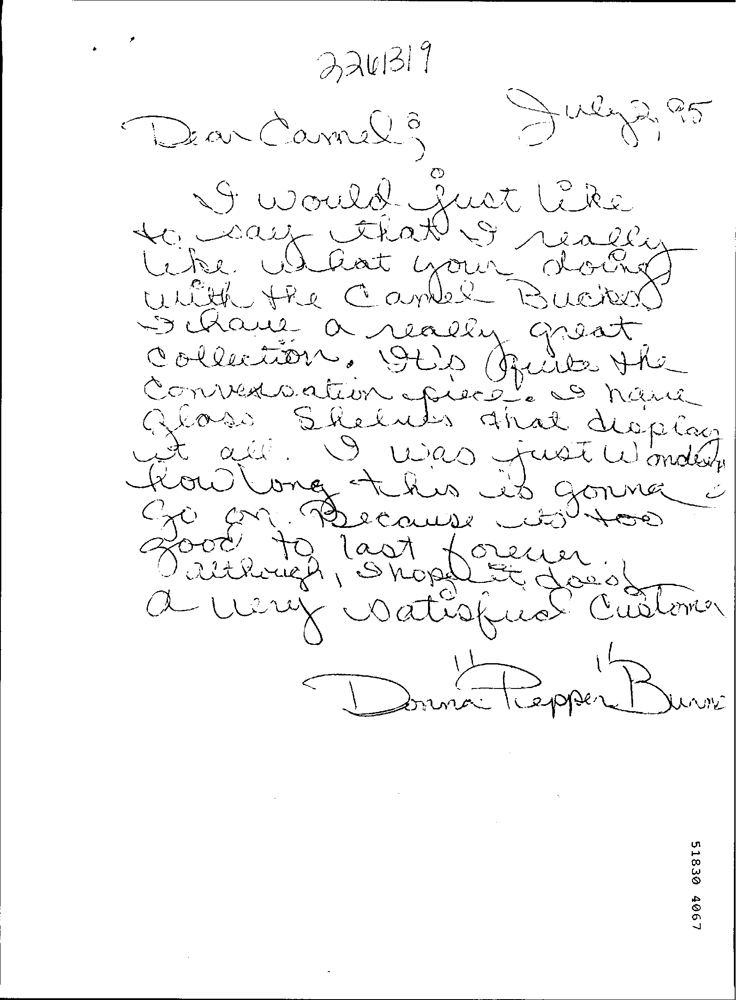 2261319
July 2, 95
Dear Camel;
I would just like
to say that I really
like what your doing
with the Camel Bucks
I have a really great
Collection. It's quite the
Conversation piece. I have
Glass Shelves that display
it all. I was just Wondering
how long this is gonna
Go on. Because its too
good to last forever.
Although, I hope it does!
a very satisfied Customer
Donna "Pepper"
51830 4067